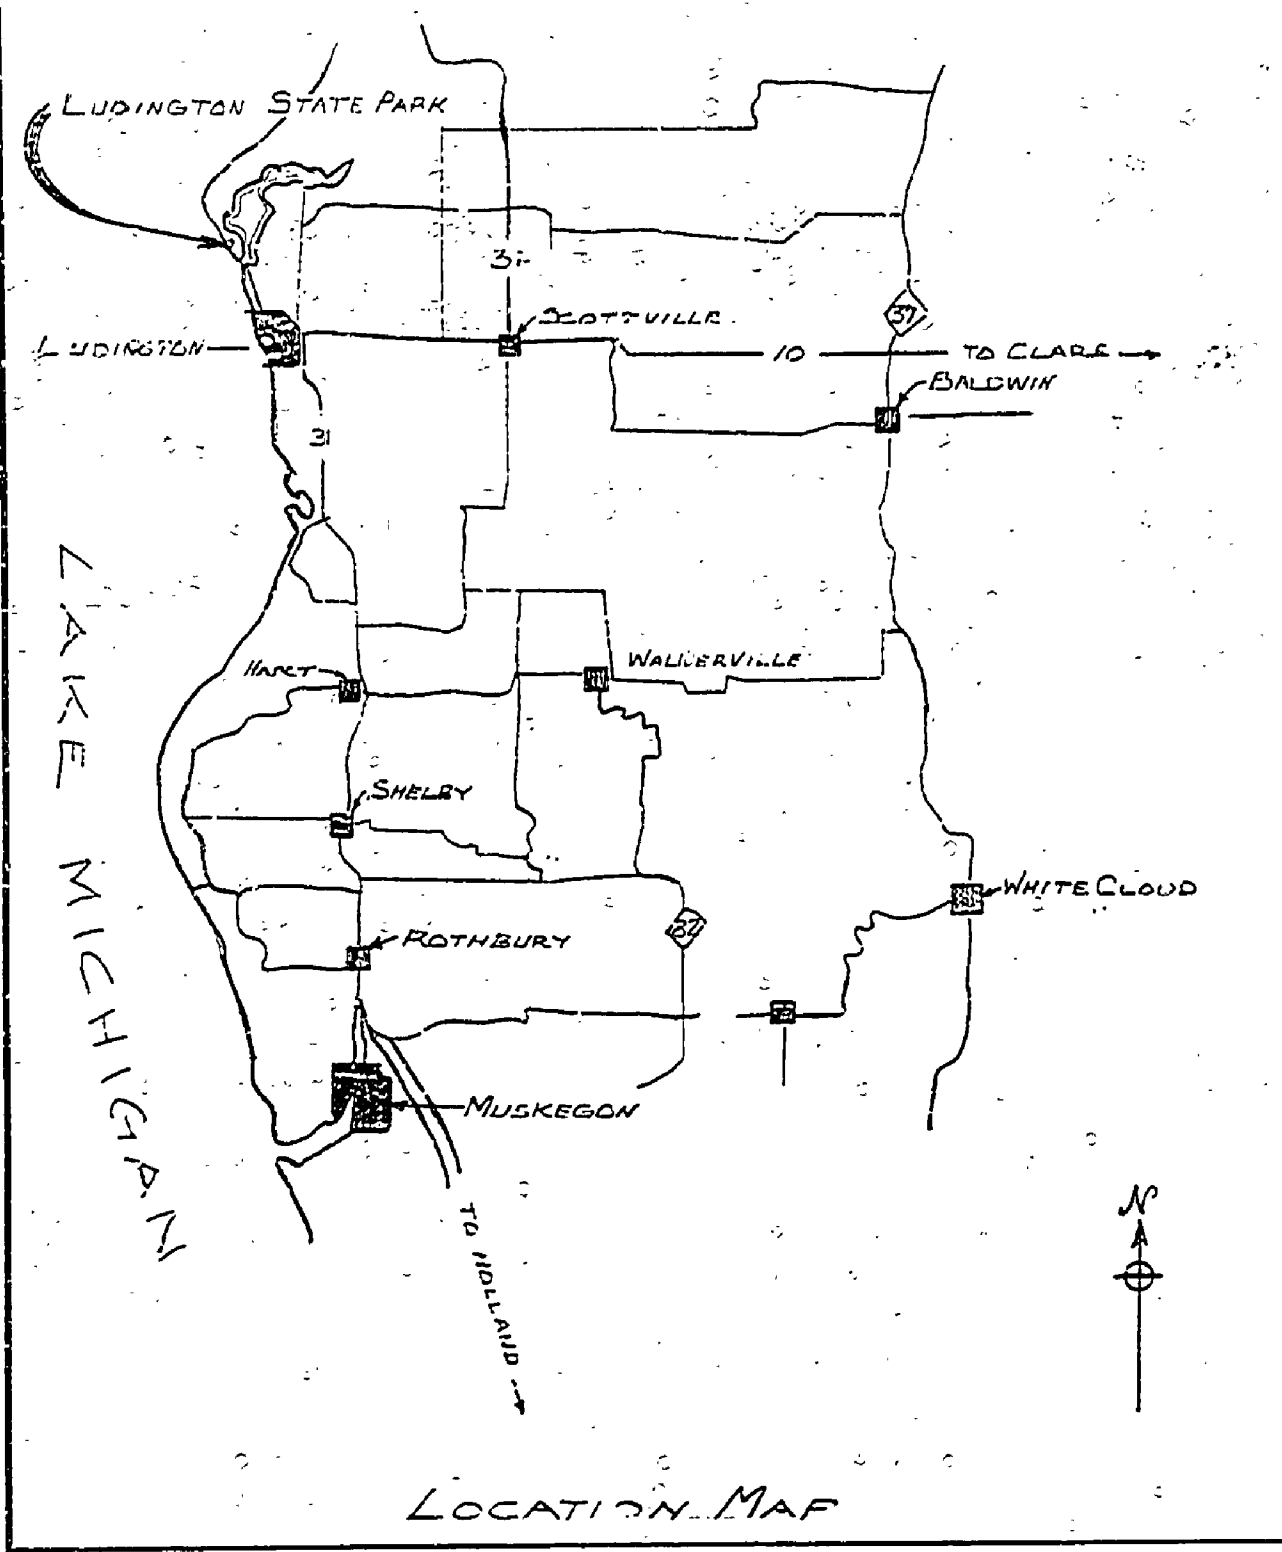 LUDINGTON STATE PARK
31
SCOTTVILLE
37
LUDINGTON
10
TO CLARE
BALDWIN
31
LAKE MICHIGAN
HART
WALKERVILLE
SHELBY
WHITE CLOUD
ROTHBURY
MUSKEGON
TO HOLLAND
N
LOCATION MAP